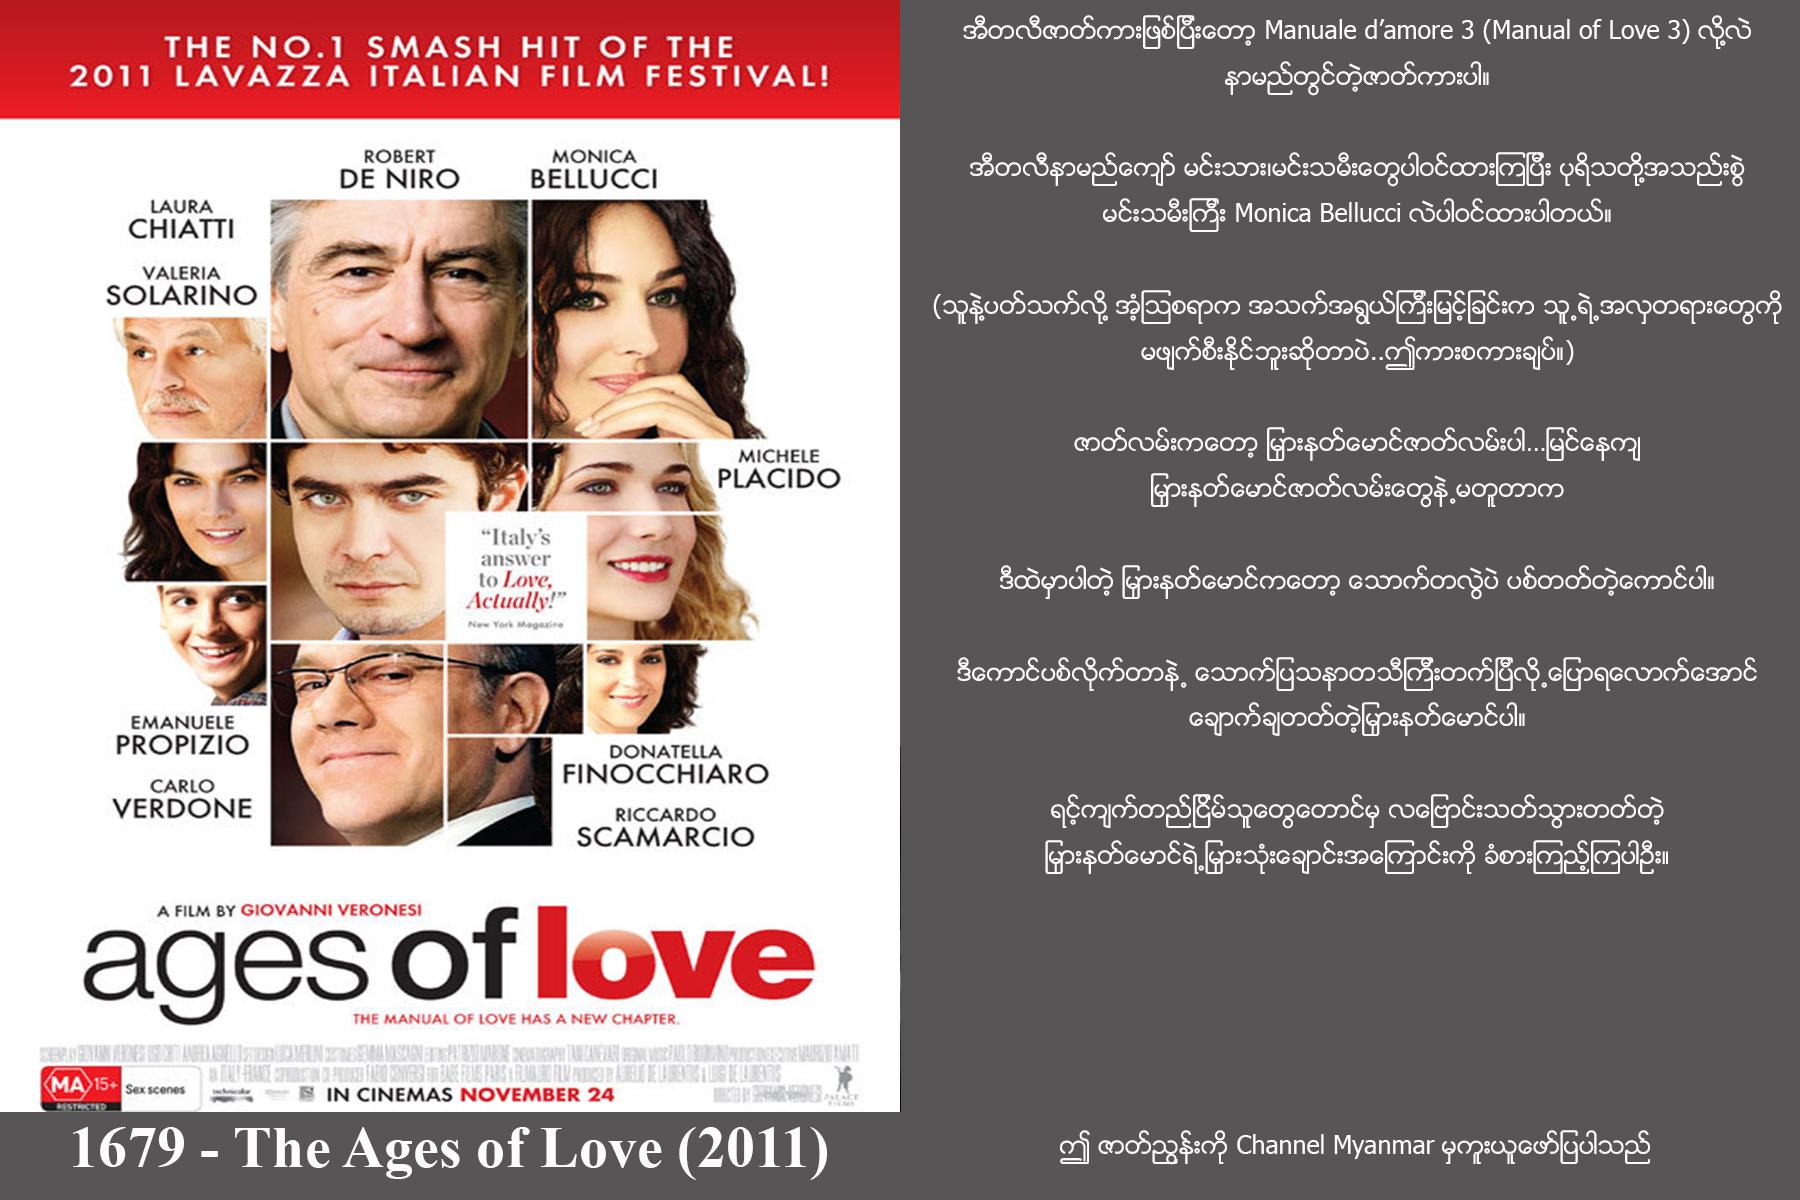 THE NO.1 SMASH HIT OF THE
2011 LAVAZZA ITALIAN FILM FESTIVAL!
ROBERT
DE NIRO
MONICA
BELLUCCI
LAURA
CHIATTI
VALERIA
SOLARINO
MICHELE
PLACIDO
“Italy’s
answer
to Love,
Actually!”
New York Magazine
EMANUELE
PROPIZIO
CARLO
VERDONE
DONATELLA
FINOCCHIARO
RICCARDO
SCAMARCIO
A FILM BY GIOVANNI VERONESI
ages of love
THE MANUAL OF LOVE HAS A NEW CHAPTER.
MA 15+ Sex scenes
RESTRICTED
IN CINEMAS NOVEMBER 24
PALACE
FILMS
1679 - The Ages of Love (2011)
အီတလီဇာတ်ကားဖြစ်ပြီးတော့ Manuale d’amore 3 (Manual of Love 3) လို့လဲ
နာမည်တွင်တဲ့ဇာတ်ကားပါ။
အီတလီနာမည်ကျော် မင်းသား၊မင်းသမီးတွေပါဝင်ထားကြပြီး ပုရိသတို့အသည်းစွဲ
မင်းသမီးကြီး Monica Bellucci လဲပါဝင်ထားပါတယ်။
(သူနဲ့ပတ်သက်လို့ အံ့ဩစရာက အသက်အရွယ်ကြီးမြင့်ခြင်းက သူ့ရဲ့အလှတရားတွေကို
မဖျက်စီးနိုင်ဘူးဆိုတာပဲ..ဤကားစကားချပ်။)
ဇာတ်လမ်းကတော့ မြှားနတ်မောင်ဇာတ်လမ်းပါ...မြင်နေကျ
မြှားနတ်မောင်ဇာတ်လမ်းတွေနဲ့မတူတာက
ဒီထဲမှာပါတဲ့ မြှားနတ်မောင်ကတော့ သောက်တလွဲပဲ ပစ်တတ်တဲ့ကောင်ပါ။
ဒီကောင်ပစ်လိုက်တာနဲ့ သောက်ပြသနာတသီကြီးတက်ပြီလို့ပြောရလောက်အောင်
ချောက်ချတတ်တဲ့မြှားနတ်မောင်ပါ။
ရင့်ကျက်တည်ငြိမ်သူတွေတောင်မှ လဗြောင်းသတ်သွားတတ်တဲ့
မြှားနတ်မောင်ရဲ့မြှားသုံးချောင်းအကြောင်းကို ခံစားကြည့်ကြပါဦး။
ဤ ဇာတ်ညွှန်းကို Channel Myanmar မှကူးယူဖော်ပြပါသည်